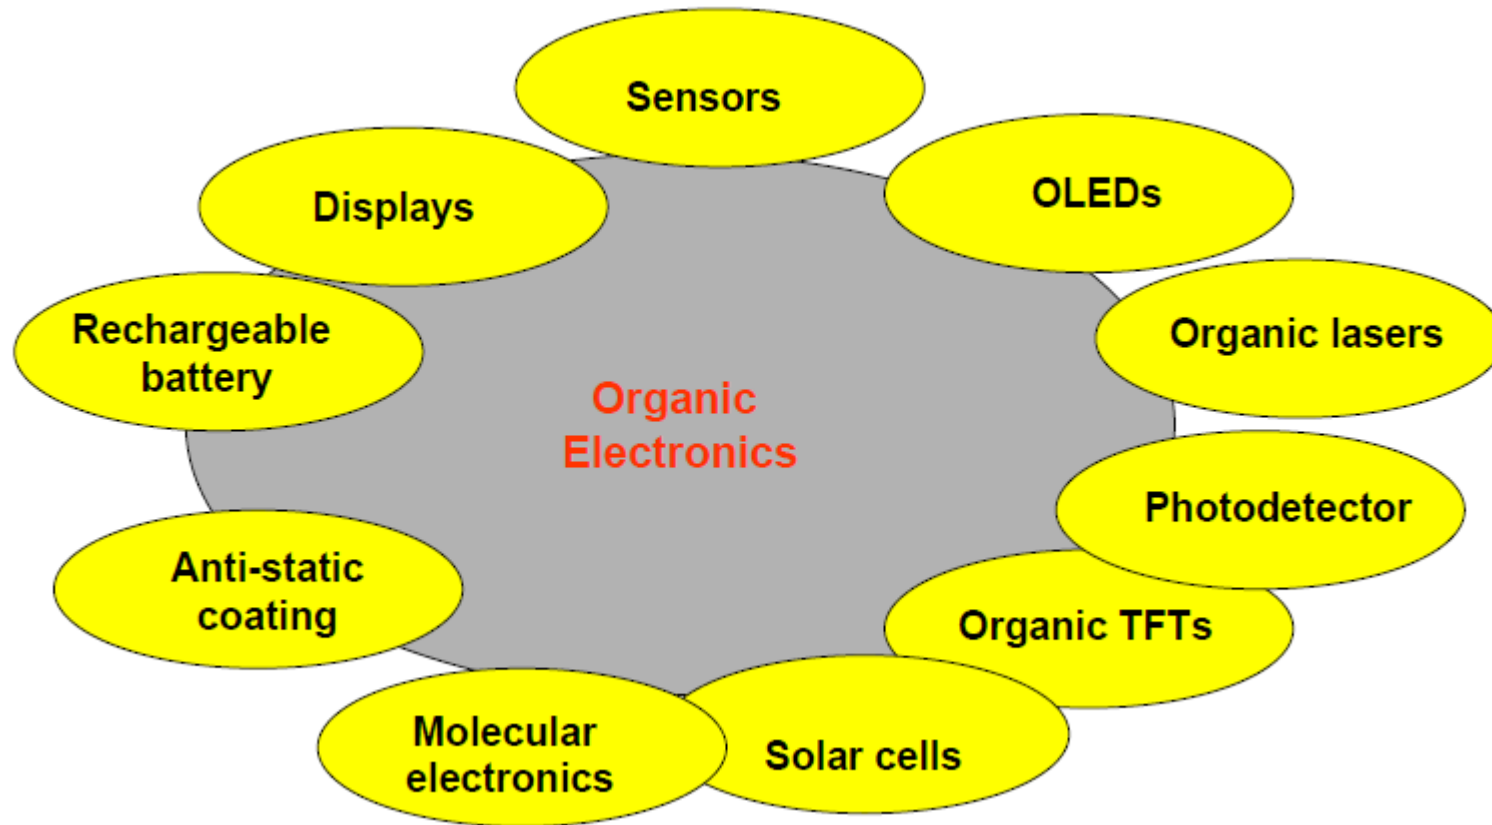 Sensors
OLEDs
Displays
Organic lasers
Rechargeable
battery
Organic
Electronics
Photodetector
Anti-static
coating
Organic TFTs
Molecular
electronics
Solar cells